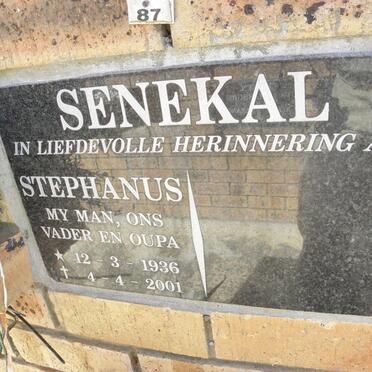 87
SENEKAL
IN LIEFDEVOLLE HERINNERING A
STEPHANUS
MY MAN, ONS
VADER EN OUPA
★ 12 - 3 - 1936
† 4 - 4 - 2001